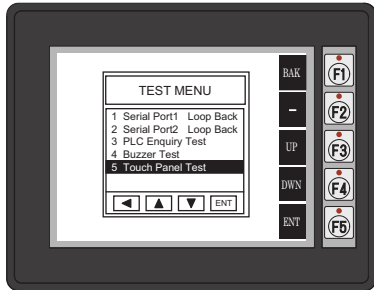 TEST MENU
1 Serial Port1 Loop Back
2 Serial Port2 Loop Back
3 PLC Enquiry Test
4 Buzzer Test
5 Touch Panel Test
ENT
BAK
–
UP
DWN
ENT
F1
F2
F3
F4
F5